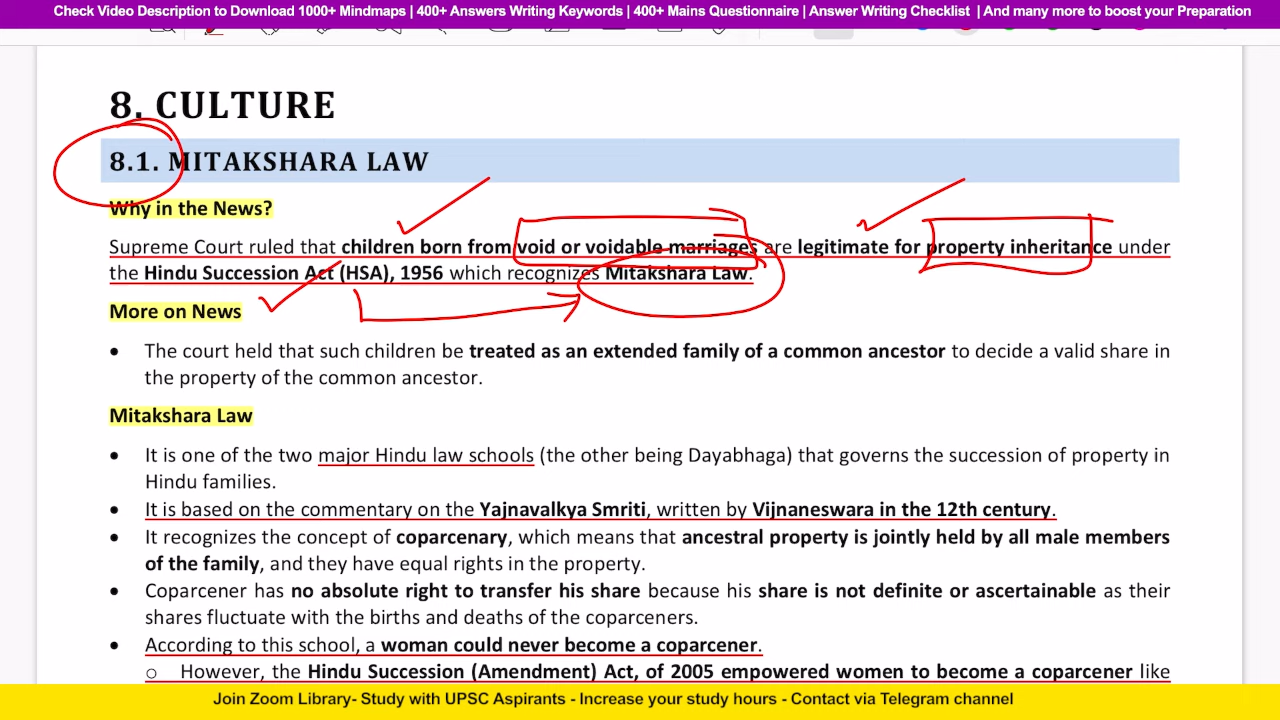 Check Video Description to Download 1000+ Mindmaps | 400+ Answers Writing Keywords | 400+ Mains Questionnaire | Answer Writing Checklist | And many more to boost your Preparation
8. CULTURE
8.1. MITAKSHARA LAW
Why in the News?
Supreme Court ruled that children born from void or voidable marriages are legitimate for property inheritance under
the Hindu Succession Act (HSA), 1956 which recognizes Mitakshara Law.
More on News
• The court held that such children be treated as an extended family of a common ancestor to decide a valid share in
the property of the common ancestor.
Mitakshara Law
• It is one of the two major Hindu law schools (the other being Dayabhaga) that governs the succession of property in
Hindu families.
• It is based on the commentary on the Yajnavalkya Smriti, written by Vijnaneswara in the 12th century.
• It recognizes the concept of coparcenary, which means that ancestral property is jointly held by all male members
of the family, and they have equal rights in the property.
• Coparcener has no absolute right to transfer his share because his share is not definite or ascertainable as their
shares fluctuate with the births and deaths of the coparceners.
• According to this school, a woman could never become a coparcener.
o However, the Hindu Succession (Amendment) Act, of 2005 empowered women to become a coparcener like
Join Zoom Library- Study with UPSC Aspirants - Increase your study hours - Contact via Telegram channel